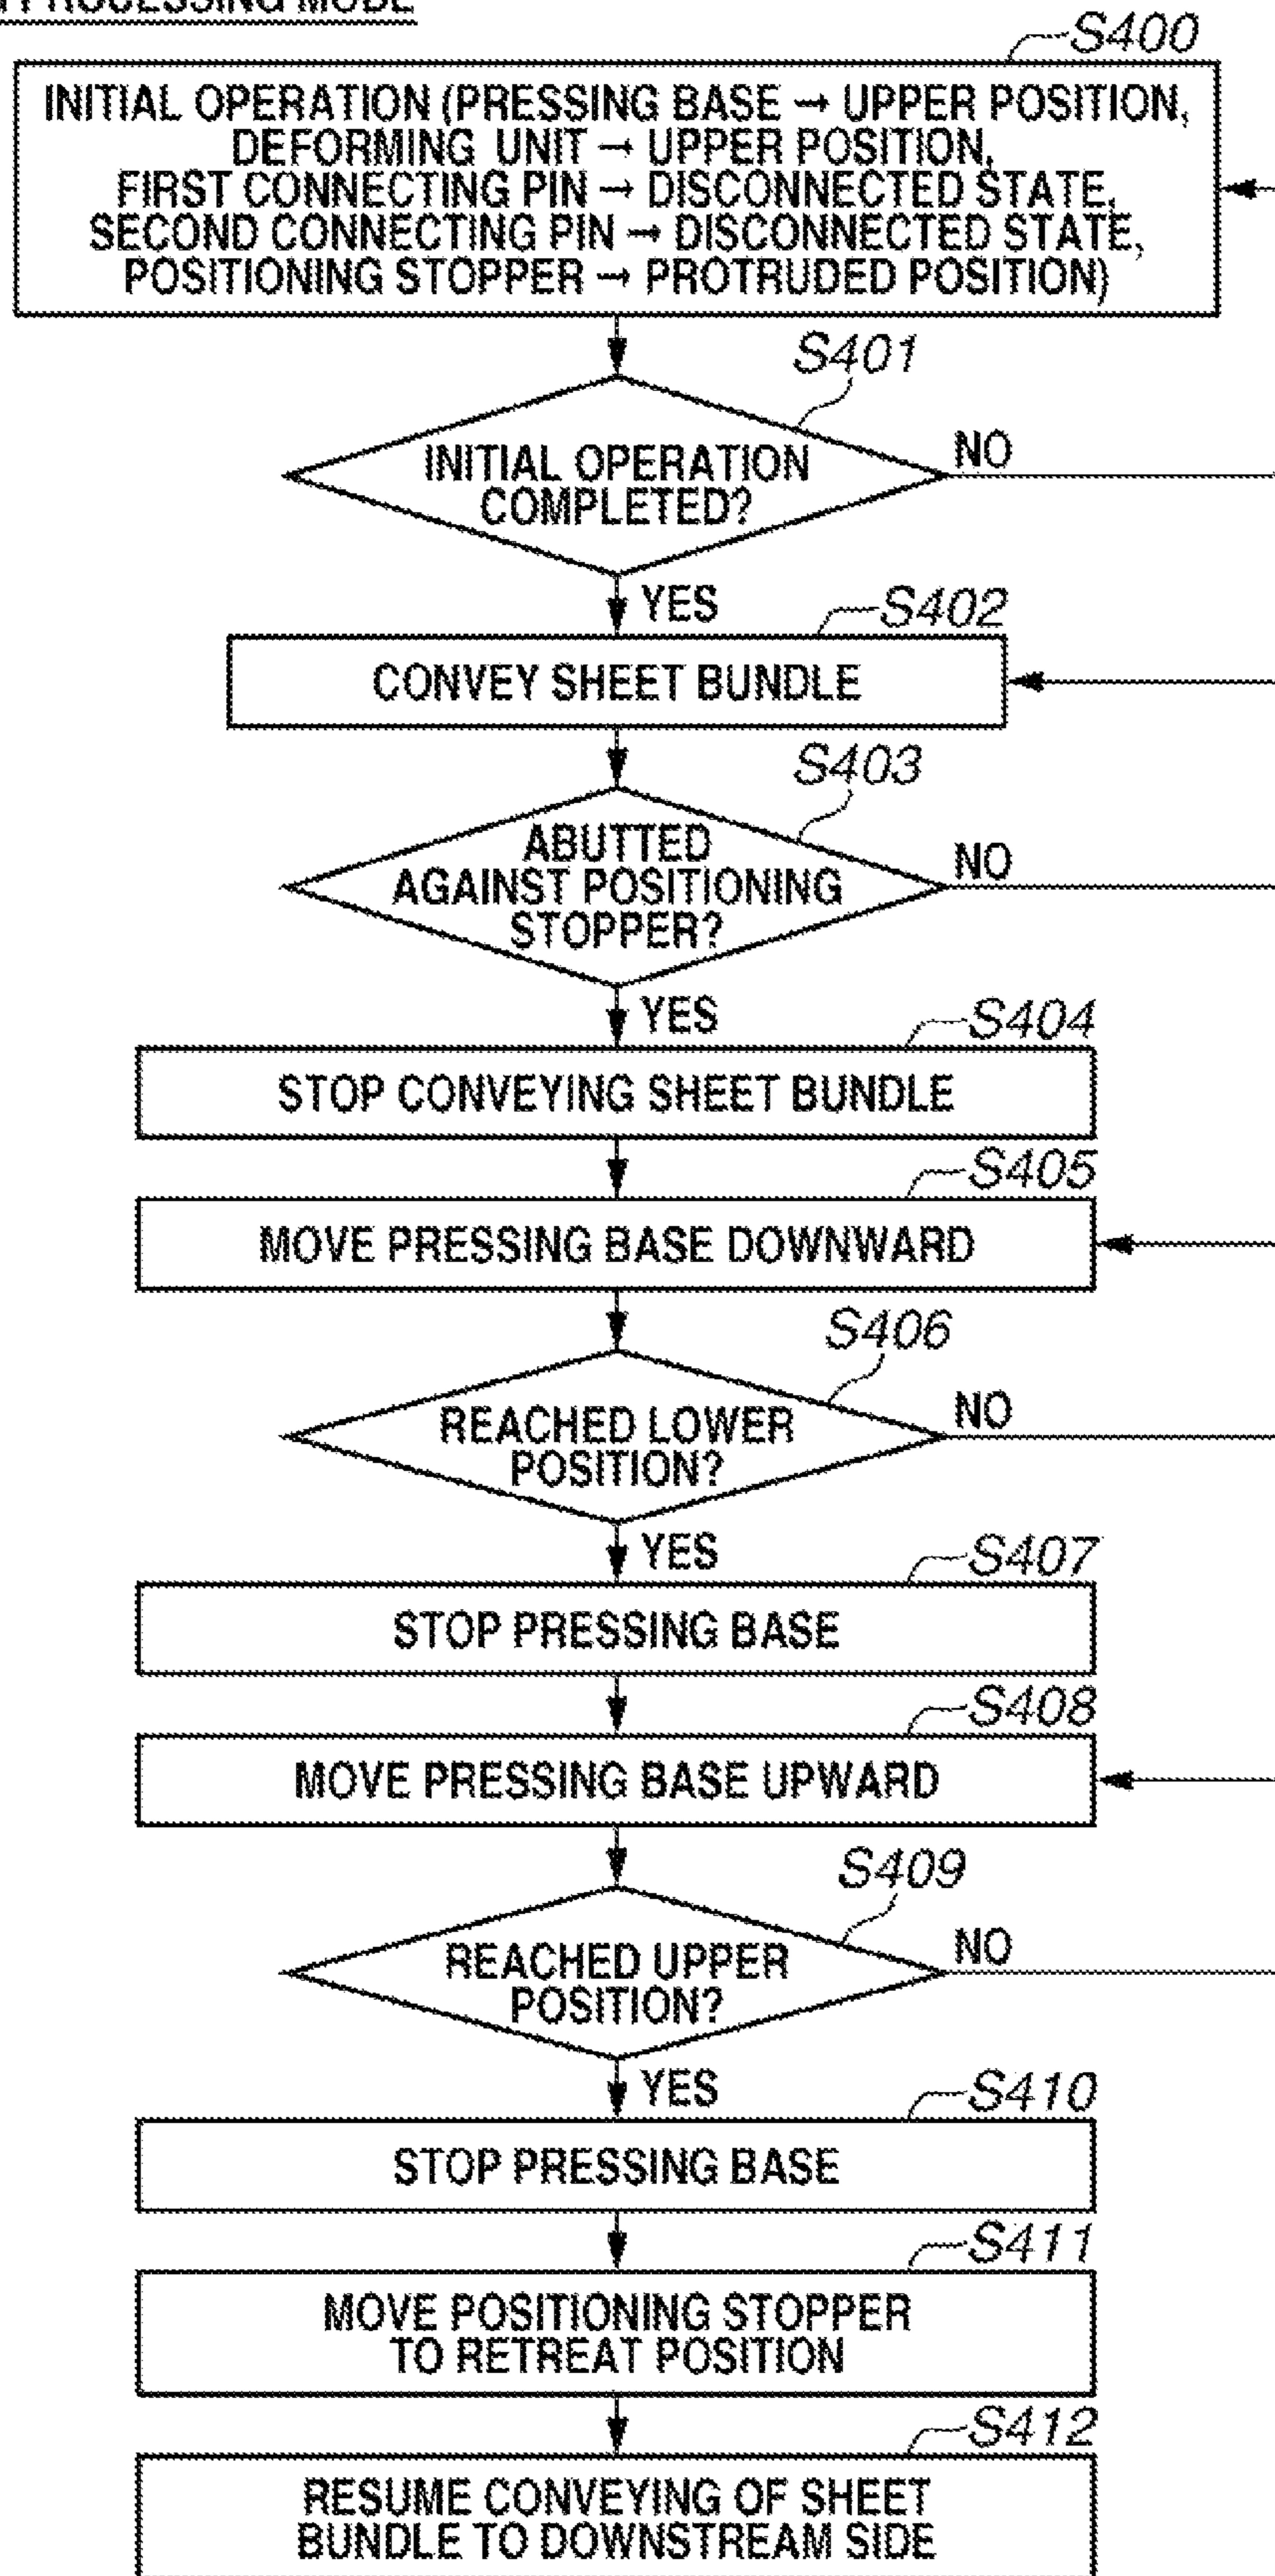 PROCESSING MODE
S400
INITIAL OPERATION (PRESSING BASE → UPPER POSITION,
DEFORMING UNIT → UPPER POSITION,
FIRST CONNECTING PIN → DISCONNECTED STATE,
SECOND CONNECTING PIN → DISCONNECTED STATE,
POSITIONING STOPPER → PROTRUDED POSITION)
S401
INITIAL OPERATION
COMPLETED?
NO
YES
S402
CONVEY SHEET BUNDLE
S403
ABUTTED
AGAINST POSITIONING
STOPPER?
NO
YES
S404
STOP CONVEYING SHEET BUNDLE
S405
MOVE PRESSING BASE DOWNWARD
S406
REACHED LOWER
POSITION?
NO
YES
S407
STOP PRESSING BASE
S408
MOVE PRESSING BASE UPWARD
S409
REACHED UPPER
POSITION?
NO
YES
S410
STOP PRESSING BASE
S411
MOVE POSITIONING STOPPER
TO RETREAT POSITION
S412
RESUME CONVEYING OF SHEET
BUNDLE TO DOWNSTREAM SIDE